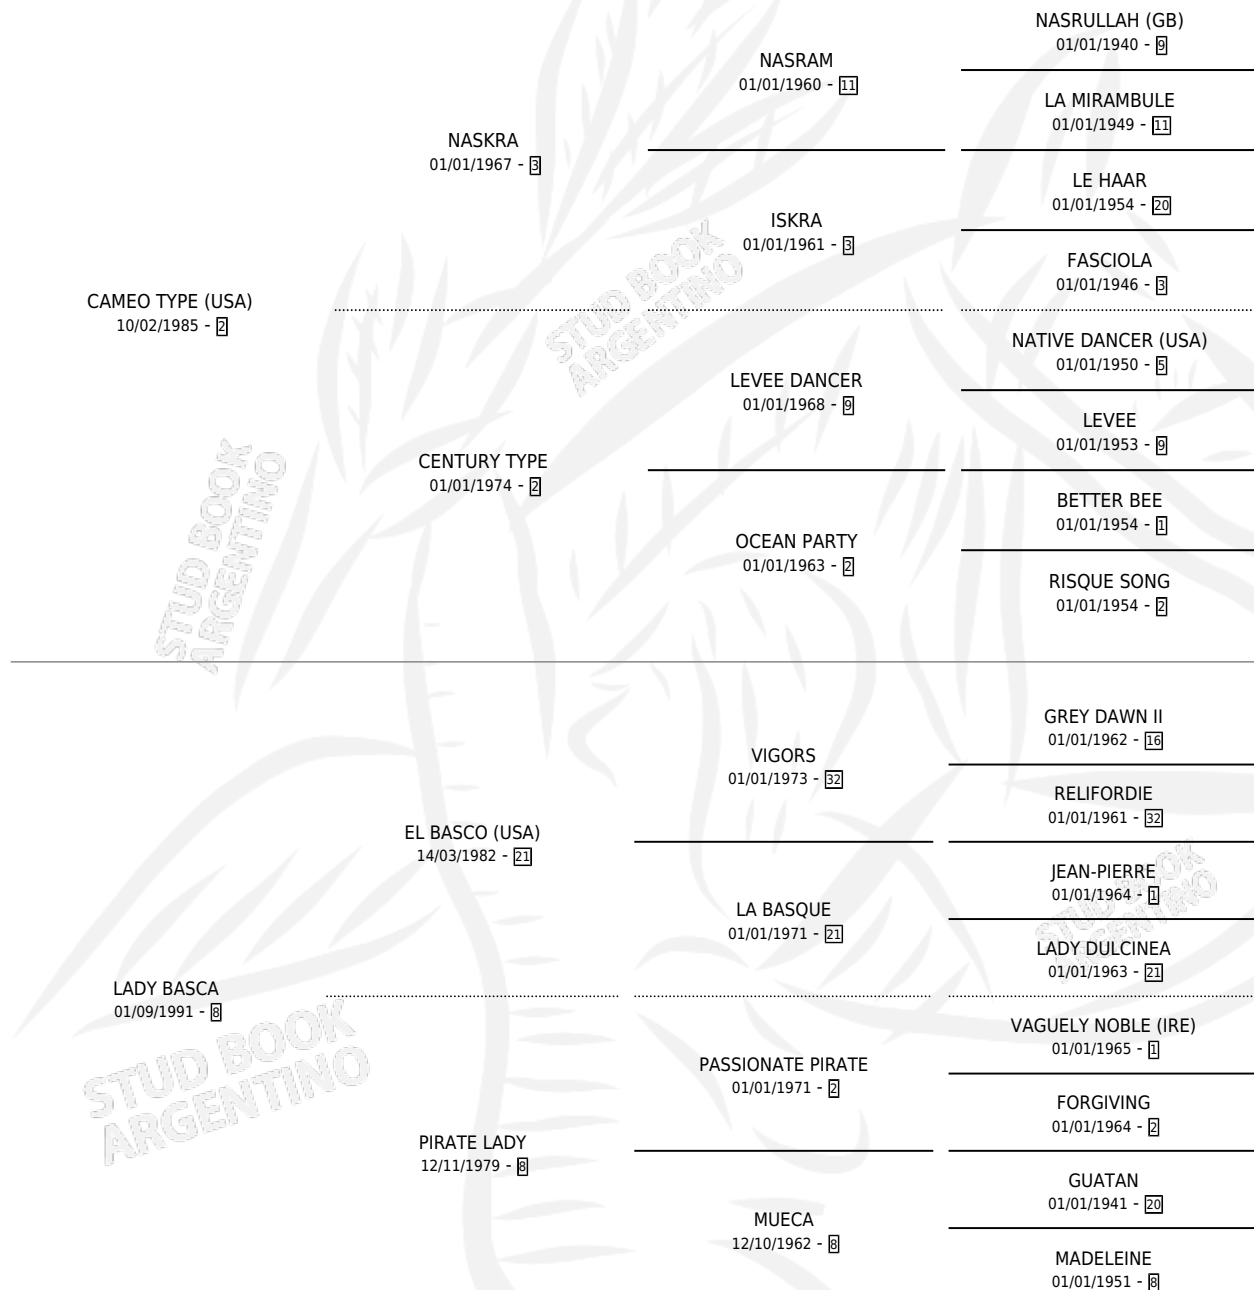 NASRULLAH (GB)
01/01/1940 - 9
NASRAM
01/01/1960 - 11
LA MIRAMBULE
01/01/1949 - 11
NASKRA
01/01/1967 - 3
LE HAAR
01/01/1954 - 20
ISKRA
01/01/1961 - 3
FASCIOLA
01/01/1946 - 3
CAMEO TYPE (USA)
10/02/1985 - 2
NATIVE DANCER (USA)
01/01/1950 - 5
LEVEE DANCER
01/01/1968 - 9
LEVEE
01/01/1953 - 9
CENTURY TYPE
01/01/1974 - 2
BETTER BEE
01/01/1954 - 1
OCEAN PARTY
01/01/1963 - 2
RISQUE SONG
01/01/1954 - 2
GREY DAWN II
01/01/1962 - 16
VIGORS
01/01/1973 - 32
RELIFORDIE
01/01/1961 - 32
EL BASCO (USA)
14/03/1982 - 21
JEAN-PIERRE
01/01/1964 - 1
LA BASQUE
01/01/1971 - 21
LADY DULCINEA
01/01/1963 - 21
LADY BASCA
01/09/1991 - 8
VAGUELY NOBLE (IRE)
01/01/1965 - 1
PASSIONATE PIRATE
01/01/1971 - 2
FORGIVING
01/01/1964 - 2
PIRATE LADY
12/11/1979 - 8
GUATAN
01/01/1941 - 20
MUECA
12/10/1962 - 8
MADELEINE
01/01/1951 - 8
STUD BOOK
ARGENTINO
STUD BOOK
ARGENTINO
STUD BOOK
ARGENTINO
STUD BOOK
ARGENTINO